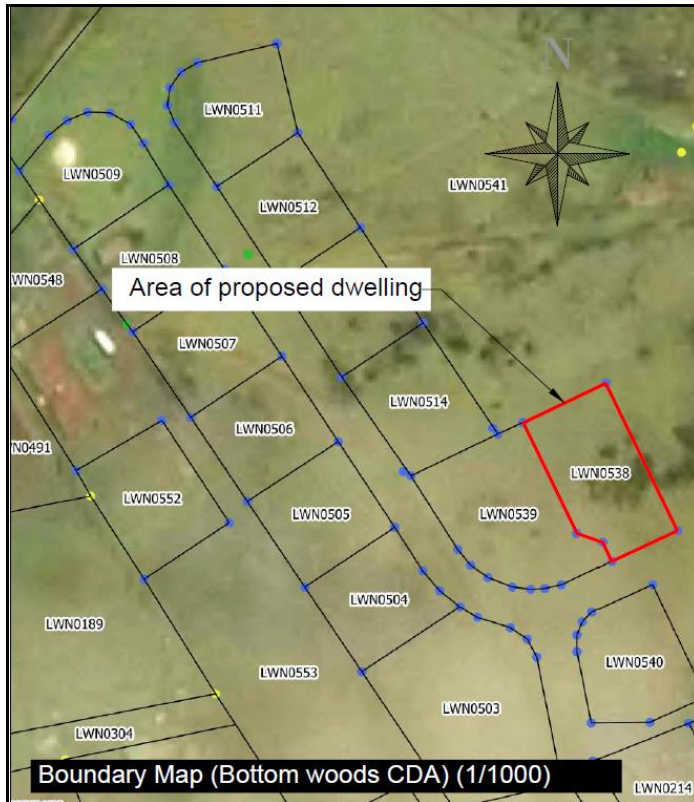 N
LWN0511
LWN0541
LWN0509
LWN0512
LWN0508
WN0548
Area of proposed dwelling
LWN0507
LWN0514
LWN0506
N0491
LWN0538
LWN0552
LWN0539
LWN0505
LWN0504
LWN0189
LWN0540
LWN0553
LWN0503
LWN0304
Boundary Map (Bottom woods CDA) (1/1000)
LWN0214